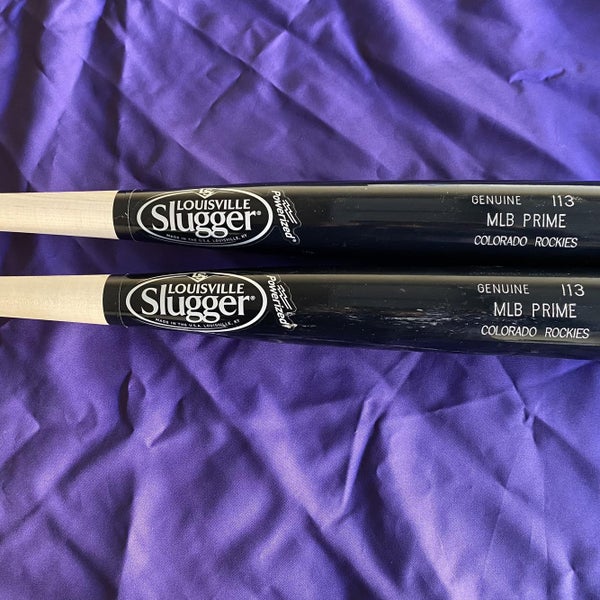 LOUISVILLE
Slugger®
MADE IN THE U.S.A. LOUISVILLE, KY
Powerized®
GENUINE 113
MLB PRIME
COLORADO ROCKIES
LOUISVILLE
Slugger®
MADE IN THE U.S.A. LOUISVILLE, KY
Powerized
GENUINE 113
MLB PRIME
COLORADO ROCKIES